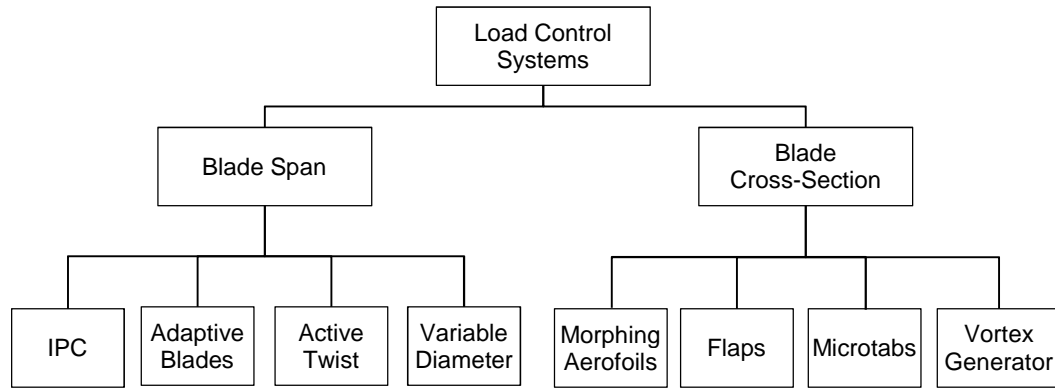 Load Control
Systems
Blade Span
Blade
Cross-Section
IPC
Adaptive
Blades
Active
Twist
Variable
Diameter
Morphing
Aerofoils
Flaps
Microtabs
Vortex
Generator